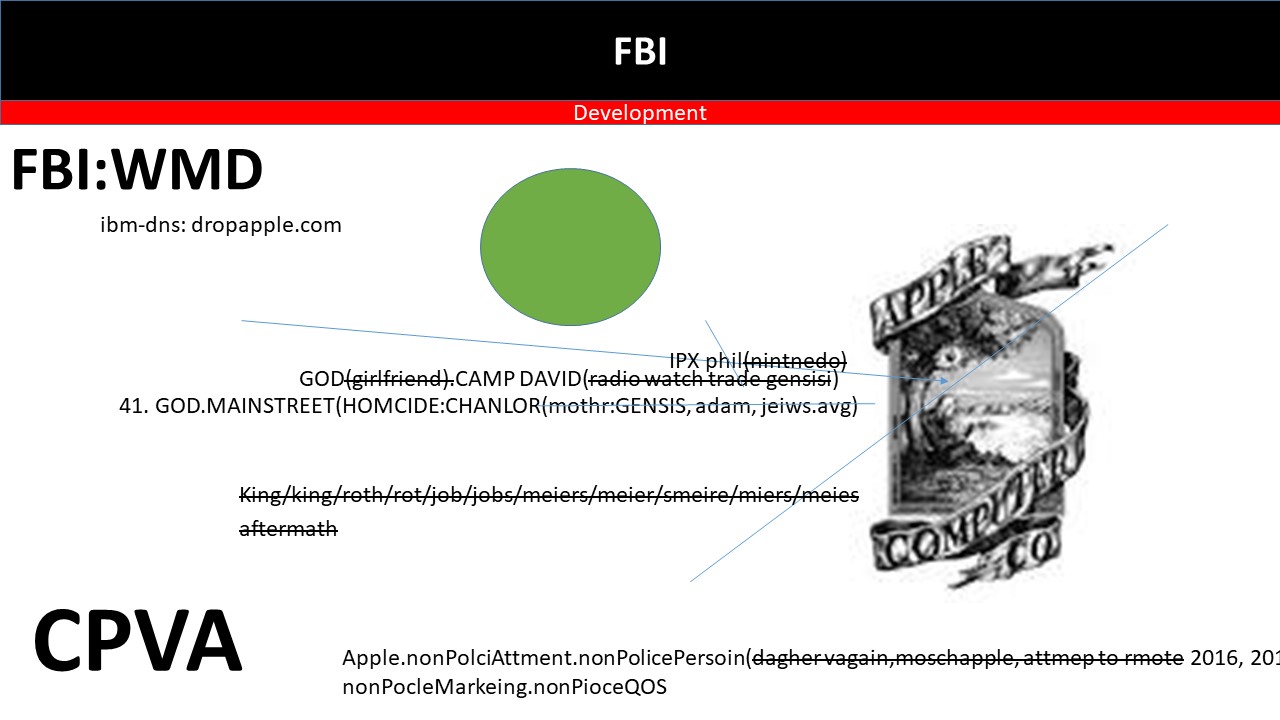 FBI
Development
FBI:WMD
ibm-dns: dropapple.com
APPLE
IPX phil(nintnedo)
GOD(girlfriend).CAMP DAVID(radio watch trade gensisi)
41. GOD.MAINSTREET(HOMCIDE:CHANLOR(mothr:GENSIS, adam, jeiws.avg)
King/king/roth/rot/job/jobs/meiers/meier/smeire/miers/meies
aftermath
COMPUTER
CO
CPVA
Apple.nonPolciAttment.nonPolicePersoin(dagher vagain,moschapple, attmep to rmote 2016, 201
nonPocleMarkeing.nonPioceQOS